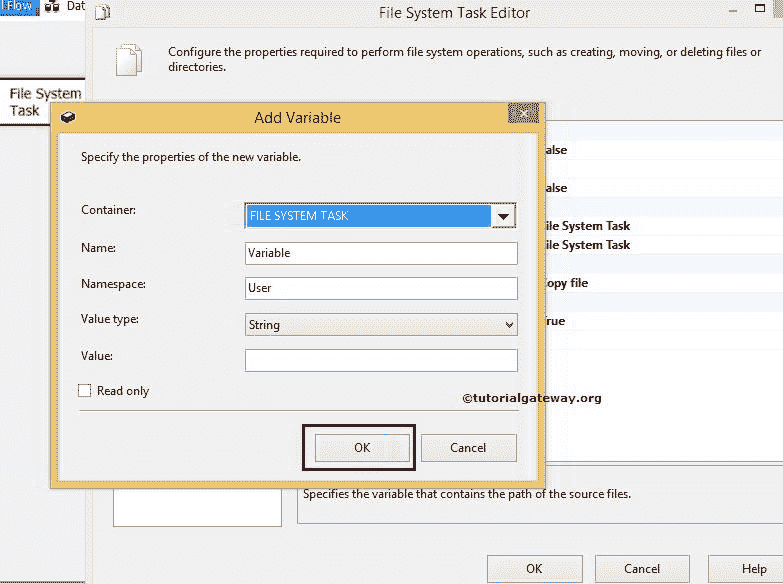 Flow
Dat
File System Task Editor
Configure the properties required to perform file system operations, such as creating, moving, or deleting files or
directories.
File System
Task
Add Variable
Specify the properties of the new variable.
Container:
FILE SYSTEM TASK
Name:
Variable
Namespace:
User
Value type:
String
Value:
Read only
OK
Cancel
alse
alse
ile System Task
ile System Task
opy file
rue
©tutorialgateway.org
Specifies the variable that contains the path of the source files.
OK
Cancel
Help